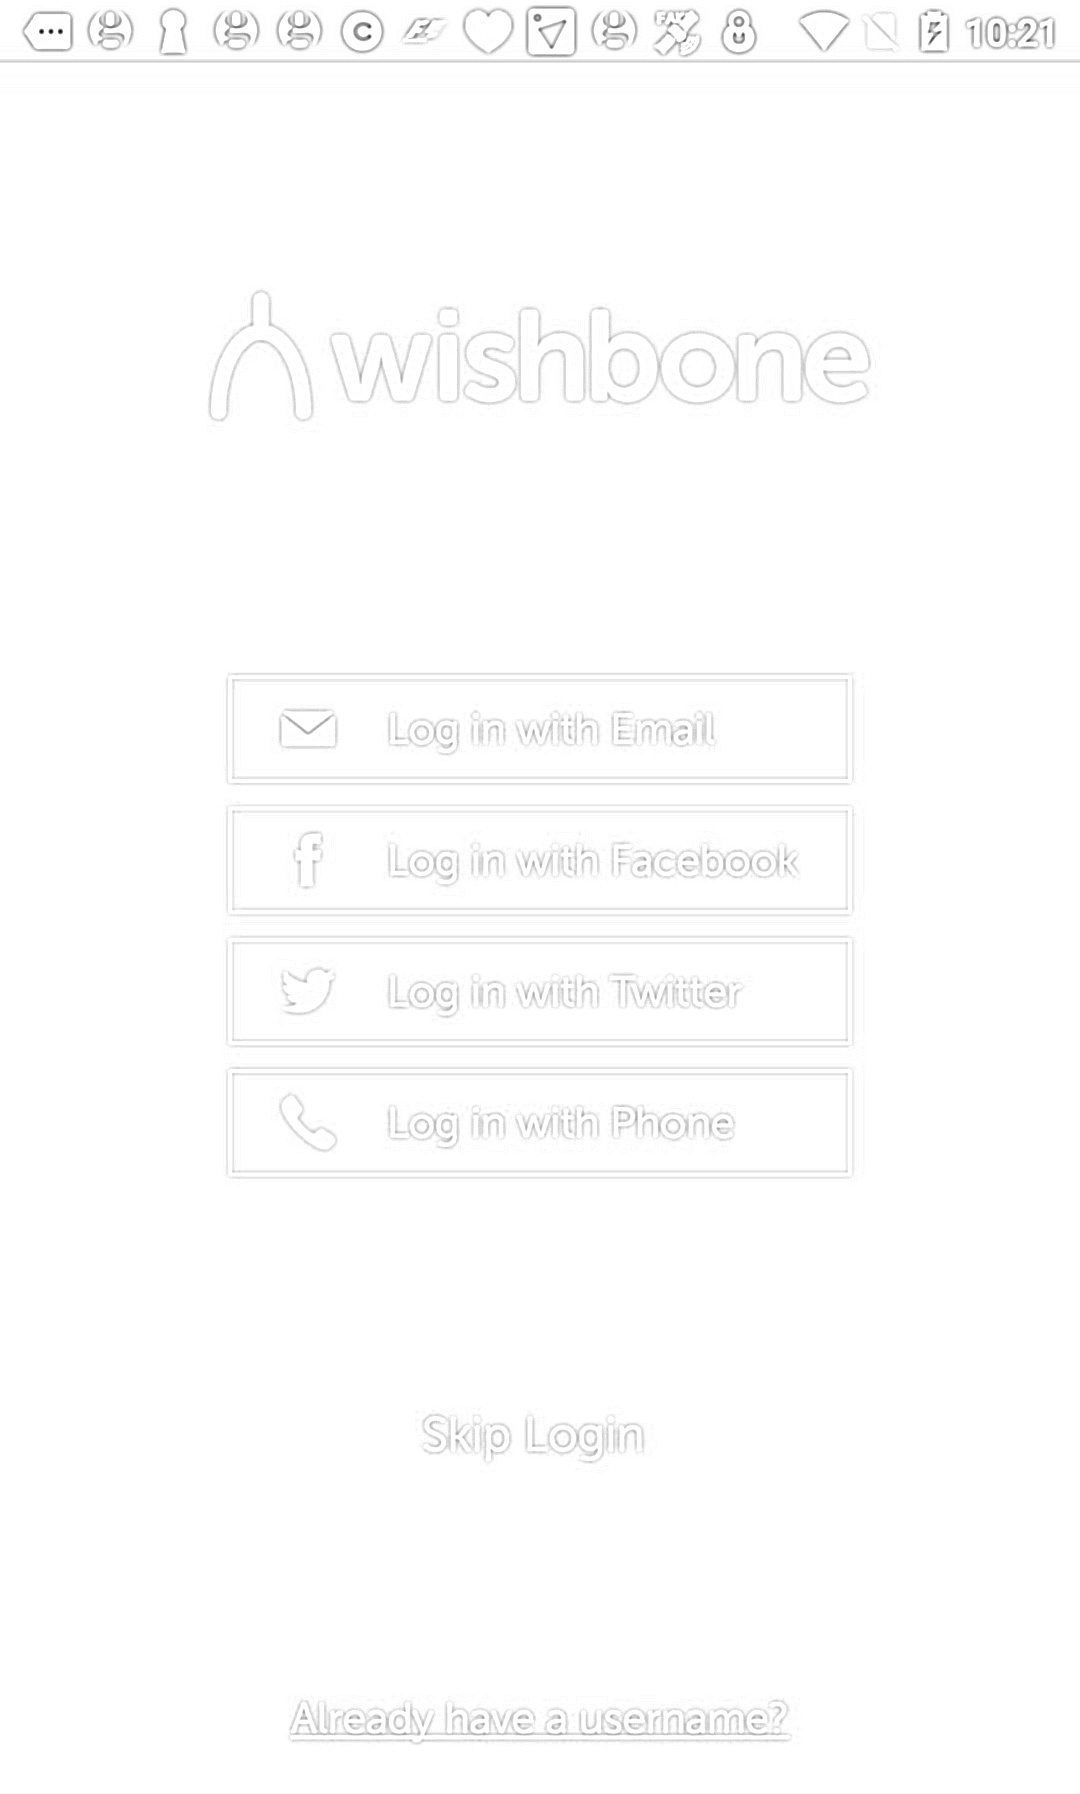 10:21
wishbone
Log in with Email
Log in with Facebook
Log in with Twitter
Log in with Phone
Skip Login
Already have a username?